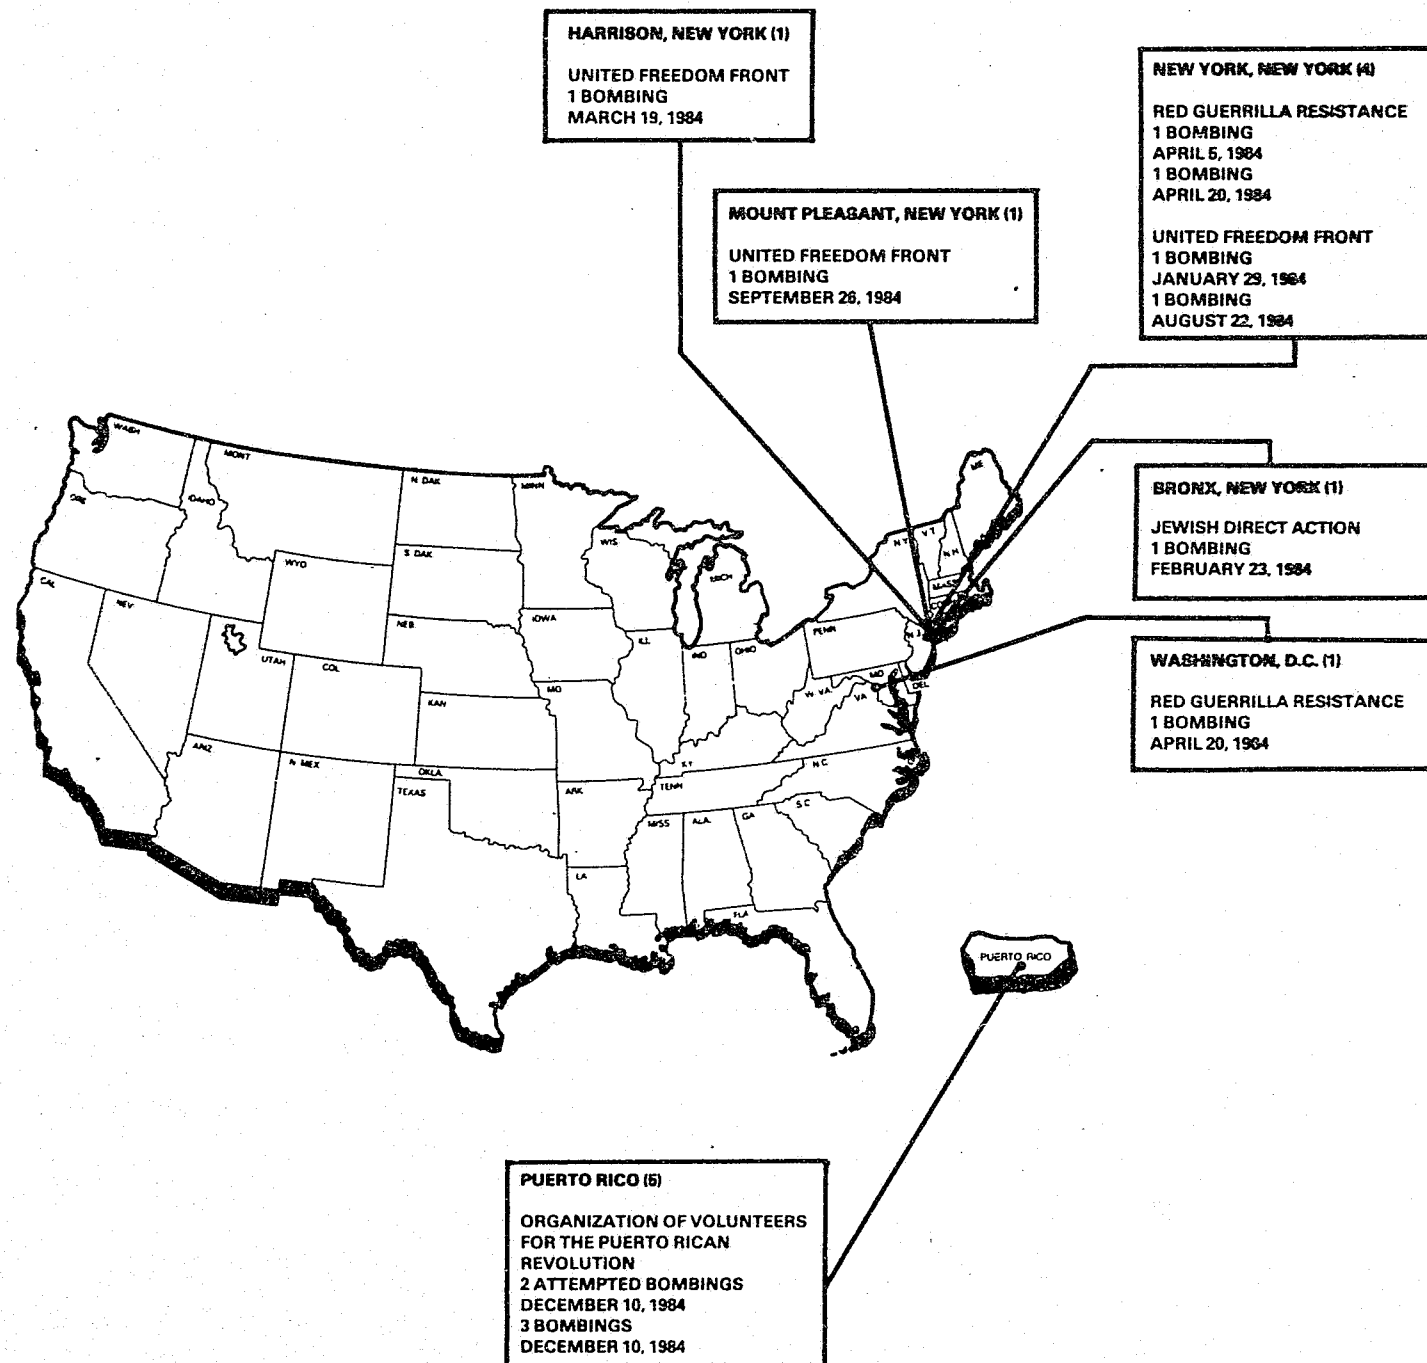 HARRISON, NEW YORK (1)
UNITED FREEDOM FRONT
1 BOMBING
MARCH 19, 1984
NEW YORK, NEW YORK (4)
RED GUERRILLA RESISTANCE
1 BOMBING
APRIL 5, 1984
1 BOMBING
APRIL 20, 1984
UNITED FREEDOM FRONT
1 BOMBING
JANUARY 29, 1984
1 BOMBING
AUGUST 22, 1984
MOUNT PLEASANT, NEW YORK (1)
UNITED FREEDOM FRONT
1 BOMBING
SEPTEMBER 26, 1984
BRONX, NEW YORK (1)
JEWISH DIRECT ACTION
1 BOMBING
FEBRUARY 23, 1984
WASHINGTON, D.C. (1)
RED GUERRILLA RESISTANCE
1 BOMBING
APRIL 20, 1984
WASH
MONT
N. DAK
MINN
ME
ORE
IDAHO
S. DAK
WIS
MICH
N.Y.
V.T.
N.H.
MASS
WYO
CAL
NEV
NEB
IOWA
ILL
IND
OHIO
PENN
N.J.
UTAH
COL
KAN
MO
W. VA
VA
MD
DEL
ARIZ
N. MEX
OKLA
TEXAS
ARK
KY
TENN
N.C.
S.C.
MISS
ALA.
GA
LA
FLA
PUERTO RICO
PUERTO RICO (5)
ORGANIZATION OF VOLUNTEERS
FOR THE PUERTO RICAN
REVOLUTION
2 ATTEMPTED BOMBINGS
DECEMBER 10, 1984
3 BOMBINGS
DECEMBER 10, 1984